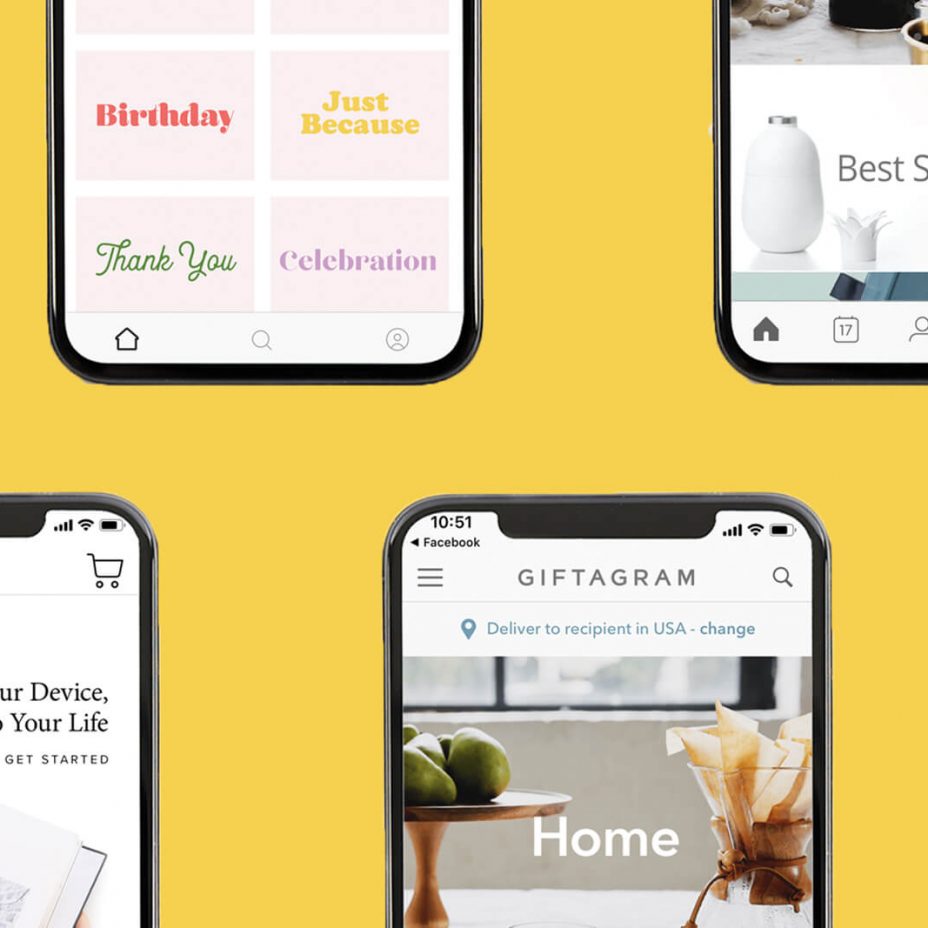 Birthday
Just
Because
Thank You
Celebration
Best S
17
ur Device,
Your Life
GET STARTED
10:51
◀ Facebook
GIFTAGRAM
Deliver to recipient in USA - change
Home